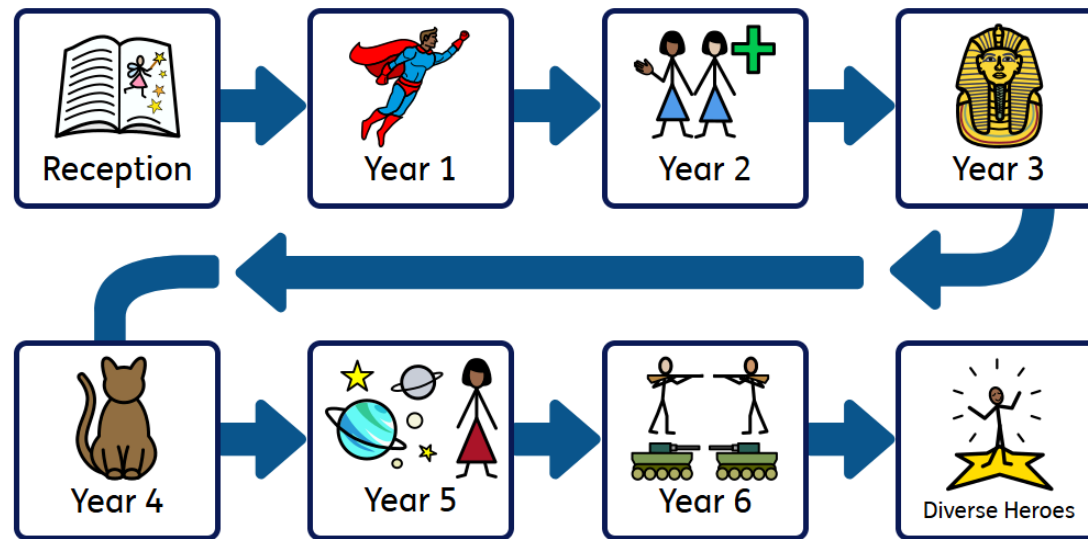 Reception
Year 1
Year 2
Year 3
Year 4
Year 5
Year 6
Diverse Heroes